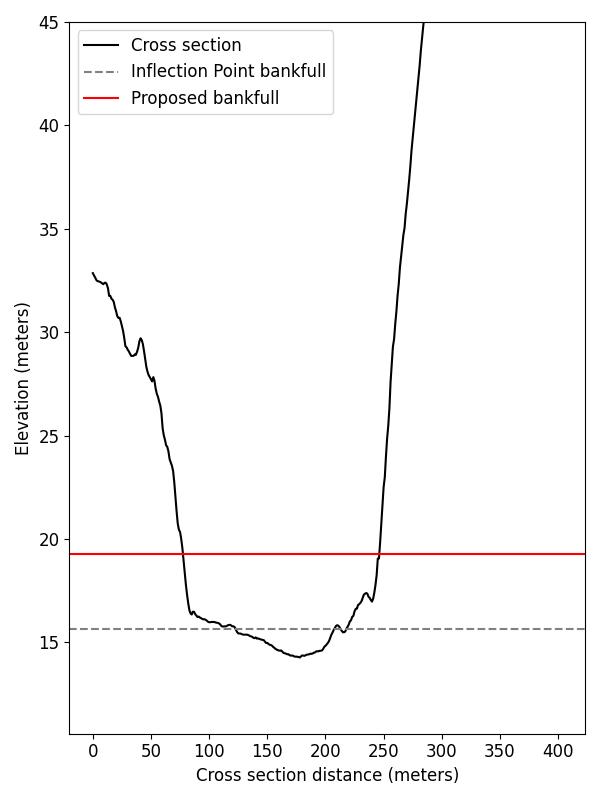 Cross section
Inflection Point bankfull
Proposed bankfull
45
40
35
30
25
20
15
Elevation (meters)
0 50 100 150 200 250 300 350 400
Cross section distance (meters)